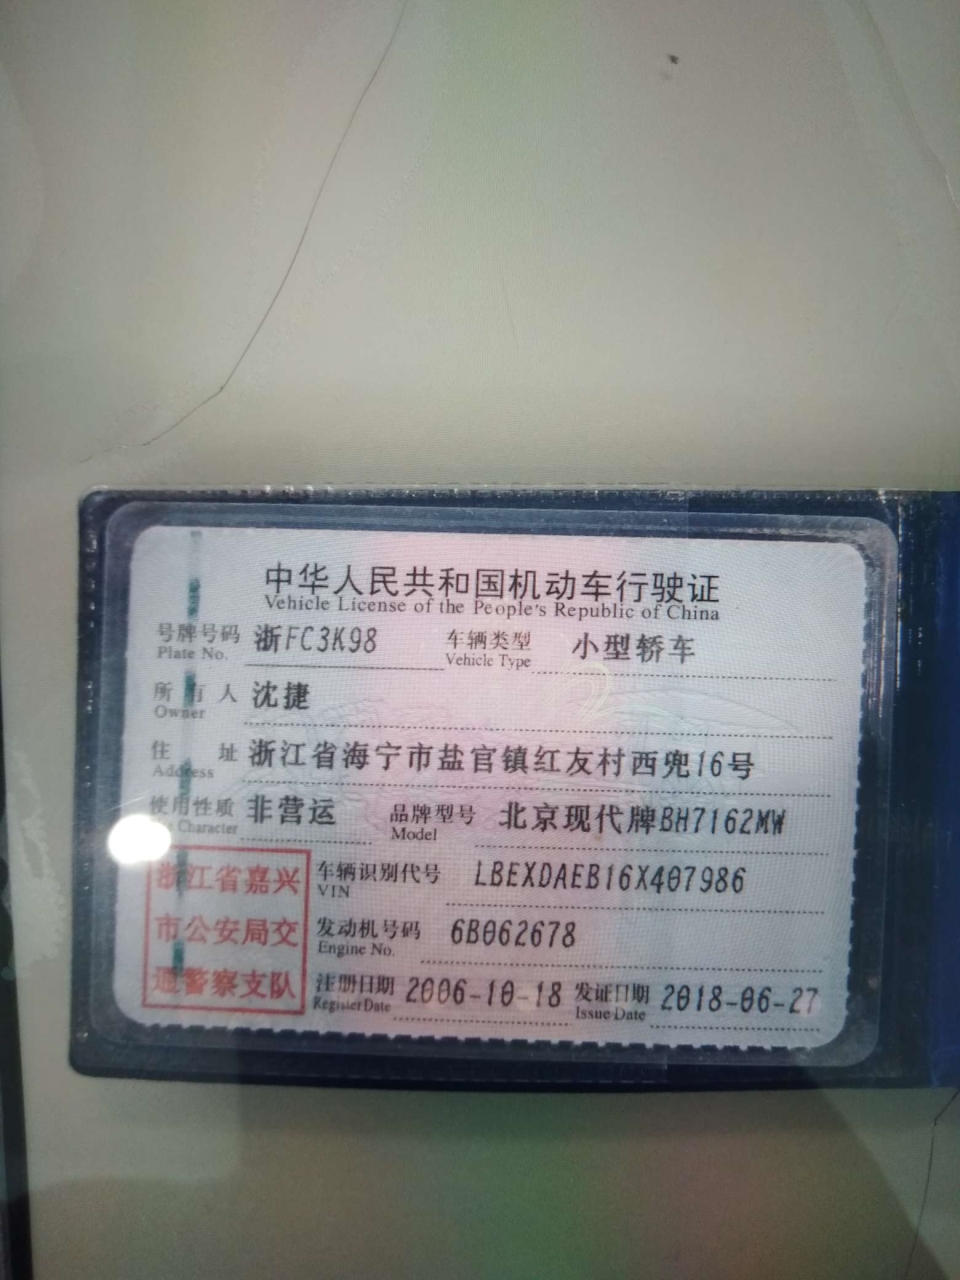 中华人民共和国机动车行驶证
Vehicle License of the People's Republic of China
号牌号码 浙FC3K98 车辆类型 小型轿车
Plate No. Vehicle Type
所有人 沈捷
Owner
住址 浙江省海宁市盐官镇红友村西兜16号
Address
使用性质 非营运 品牌型号 北京现代牌BH7162MW
Character Model
浙江省嘉兴
市公安局交
通警察支队
车辆识别代号 LBEXDAEB16X407986
VIN
发动机号码 6B062678
Engine No.
注册日期 2006-10-18 发证日期 2018-06-27
Register Date Issue Date